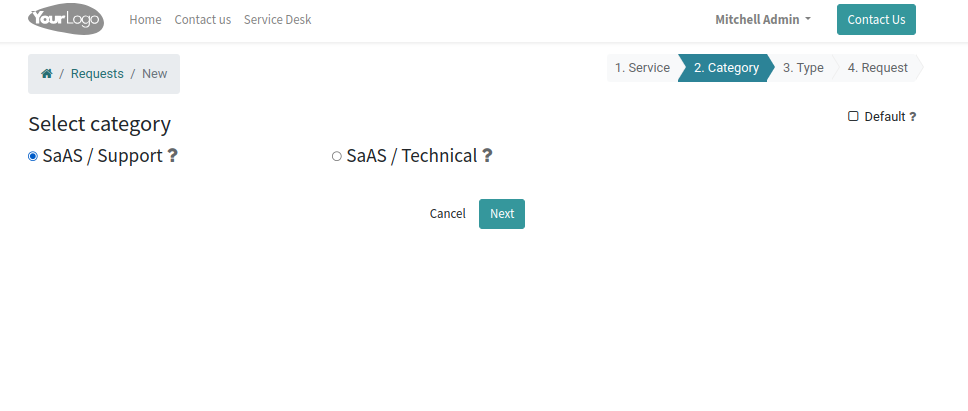 YourLogo Home Contact us Service Desk Mitchell Admin Contact Us
/ Requests / New 1. Service 2. Category 3. Type 4. Request
Default ?
Select category
SaAS / Support ? SaAS / Technical ?
Cancel Next